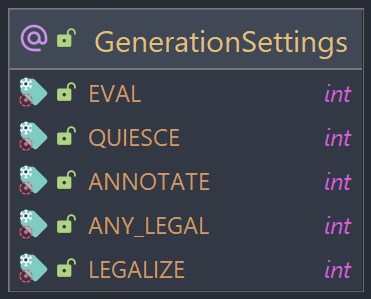 @ GenerationSettings
EVAL int
QUIESCE int
ANNOTATE int
ANY_LEGAL int
LEGALIZE int